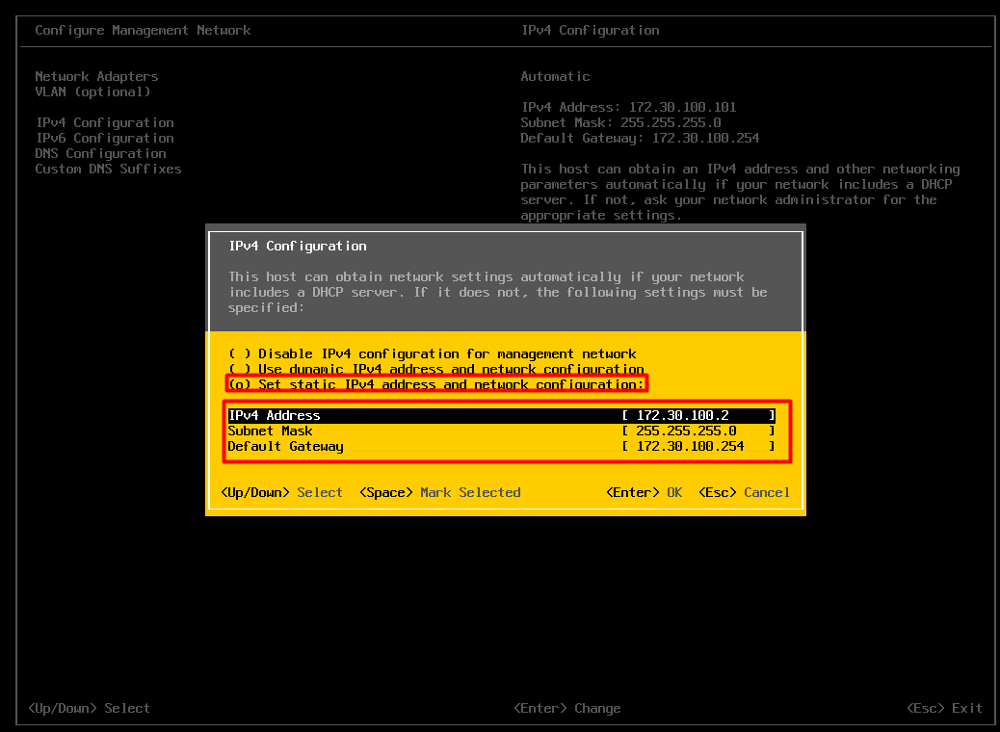 Configure Management Network
IPv4 Configuration
Network Adapters
VLAN (optional)
IPv4 Configuration
IPv6 Configuration
DNS Configuration
Custom DNS Suffixes
Automatic
IPv4 Address: 172.30.100.101
Subnet Mask: 255.255.255.0
Default Gateway: 172.30.100.254
This host can obtain an IPv4 address and other networking
parameters automatically if your network includes a DHCP
server. If not, ask your network administrator for the
appropriate settings.
IPv4 Configuration
This host can obtain network settings automatically if your network
includes a DHCP server. If it does not, the following settings must be
specified:
( ) Disable IPv4 configuration for management network
( ) Use dynamic IPv4 address and network configuration
(o) Set static IPv4 address and network configuration:
IPv4 Address [ 172.30.100.2 ]
Subnet Mask [ 255.255.255.0 ]
Default Gateway [ 172.30.100.254 ]
<Up/Down> Select <Space> Mark Selected <Enter> OK <Esc> Cancel
<Up/Down> Select <Enter> Change <Esc> Exit